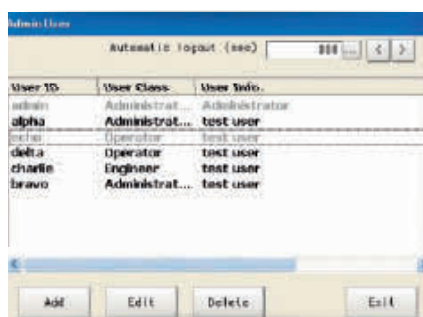 Admin User
Automatic logout (sec) ...  < >
User ID User Class User Info.
admin Administrat... Administrator
alpha Administrat... test user
echo Operator test user
delta Operator test user
charlie Engineer test user
bravo Administrat... test user
Add Edit Delete Exit